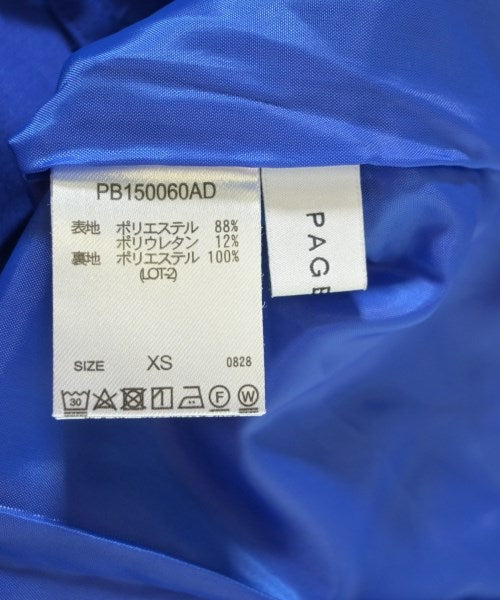 PB150060AD
表地 ポリエステル 88%
ポリウレタン 12%
裏地 ポリエステル 100%
(LOT-2)
SIZE XS 0828
30 F W
PAGE